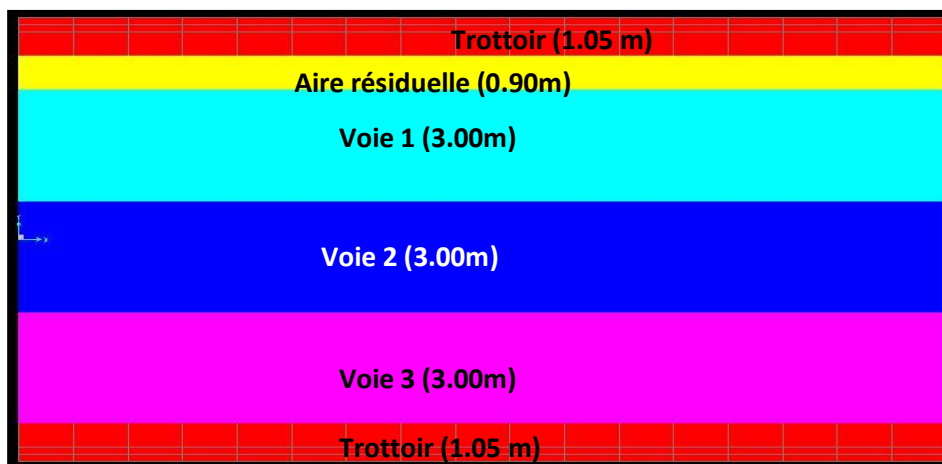 Trottoir (1.05 m)
Aire résiduelle (0.90m)
Voie 1 (3.00m)
Voie 2 (3.00m)
Voie 3 (3.00m)
Trottoir (1.05 m)